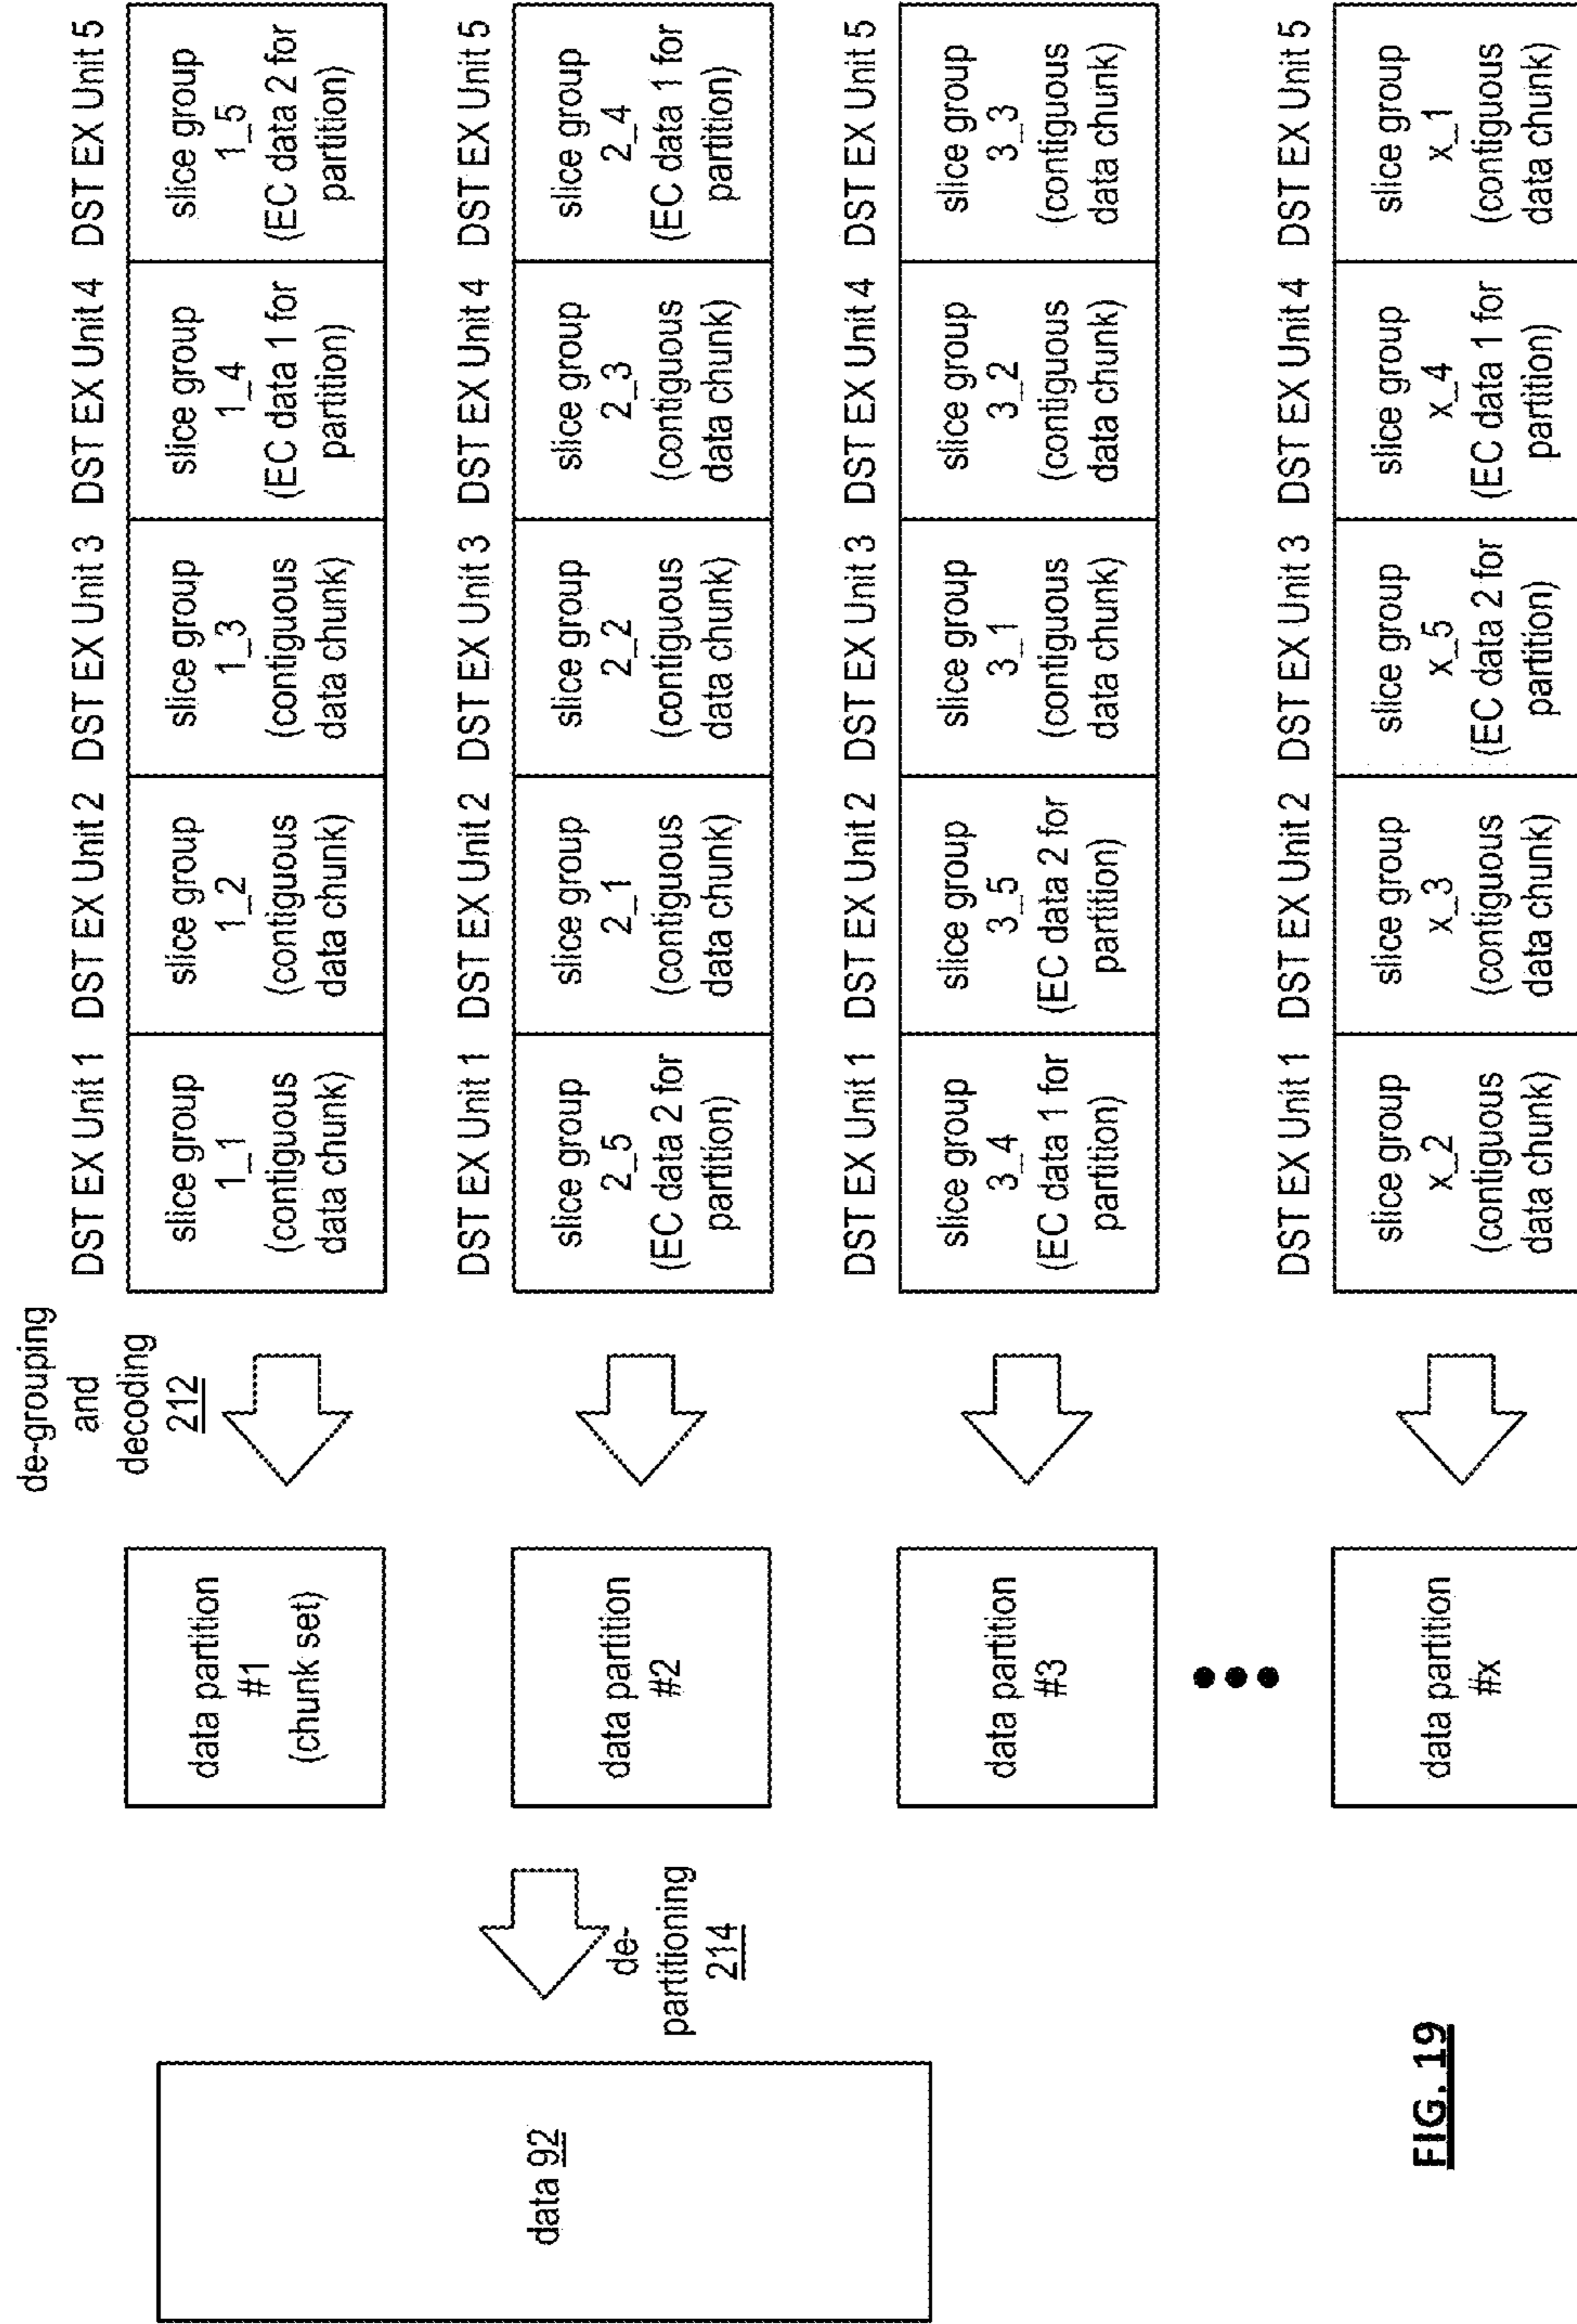 de-grouping
and
decoding
212
DST EX Unit 1 DST EX Unit 2 DST EX Unit 3 DST EX Unit 4 DST EX Unit 5
data partition
#1
(chunk set)
slice group
1_1
(contiguous
data chunk)
slice group
1_2
(contiguous
data chunk)
slice group
1_3
(contiguous
data chunk)
slice group
1_4
(EC data 1 for
partition)
slice group
1_5
(EC data 2 for
partition)
DST EX Unit 1 DST EX Unit 2 DST EX Unit 3 DST EX Unit 4 DST EX Unit 5
data 92
de-
partitioning
214
data partition
#2
slice group
2_5
(EC data 2 for
partition)
slice group
2_1
(contiguous
data chunk)
slice group
2_2
(contiguous
data chunk)
slice group
2_3
(contiguous
data chunk)
slice group
2_4
(EC data 1 for
partition)
DST EX Unit 1 DST EX Unit 2 DST EX Unit 3 DST EX Unit 4 DST EX Unit 5
data partition
#3
slice group
3_4
(EC data 1 for
partition)
slice group
3_5
(EC data 2 for
partition)
slice group
3_1
(contiguous
data chunk)
slice group
3_2
(contiguous
data chunk)
slice group
3_3
(contiguous
data chunk)
DST EX Unit 1 DST EX Unit 2 DST EX Unit 3 DST EX Unit 4 DST EX Unit 5
data partition
#x
slice group
x_2
(contiguous
data chunk)
slice group
x_3
(contiguous
data chunk)
slice group
x_5
(EC data 2 for
partition)
slice group
x_4
(EC data 1 for
partition)
slice group
x_1
(contiguous
data chunk)
FIG. 19